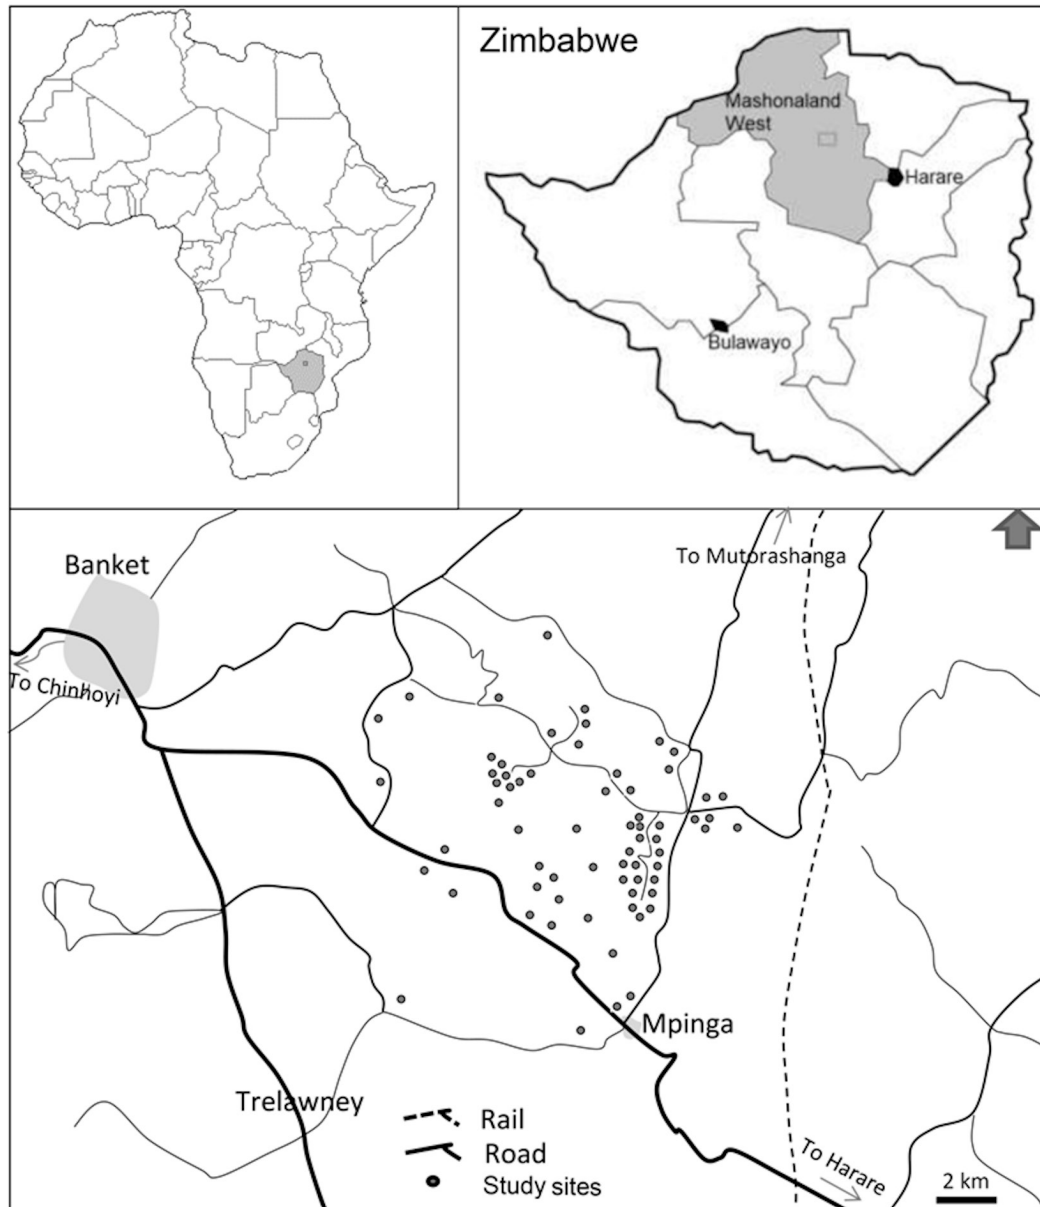 Zimbabwe
Mashonaland
West
Harare
Bulawayo
Banket
To Mutorashanga
To Chinhoyi
Mpinga
Trelawney
Rail
Road
Study sites
To Harare
2 km